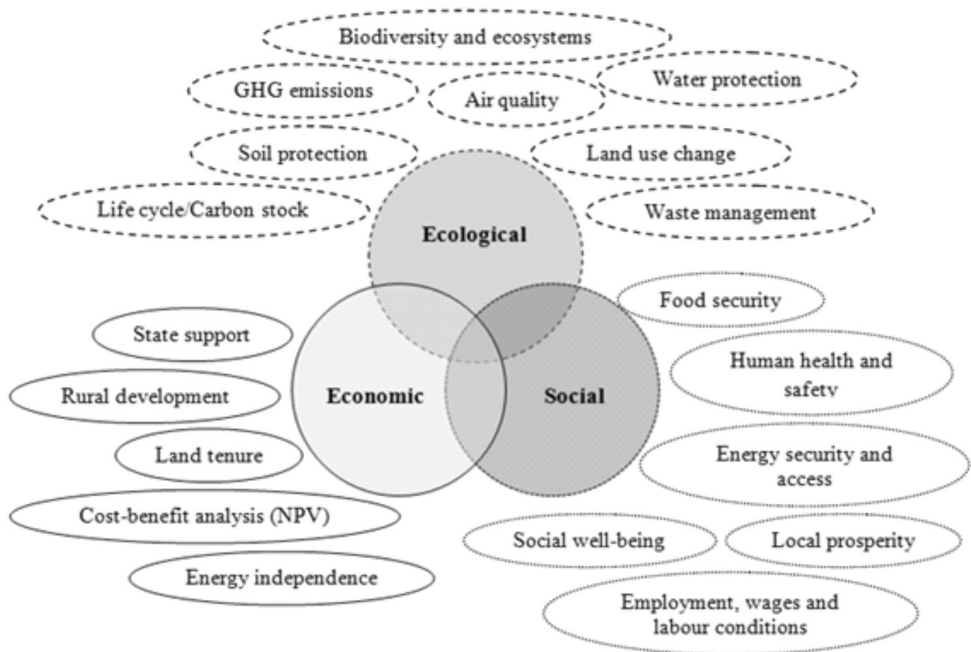 Biodiversity and ecosystems
GHG emissions
Air quality
Water protection
Soil protection
Land use change
Life cycle/Carbon stock
Waste management
Ecological
State support
Rural development
Land tenure
Cost-benefit analysis (NPV)
Energy independence
Economic
Social
Food security
Human health and
safety
Energy security and
access
Social well-being
Local prosperity
Employment, wages and
labour conditions